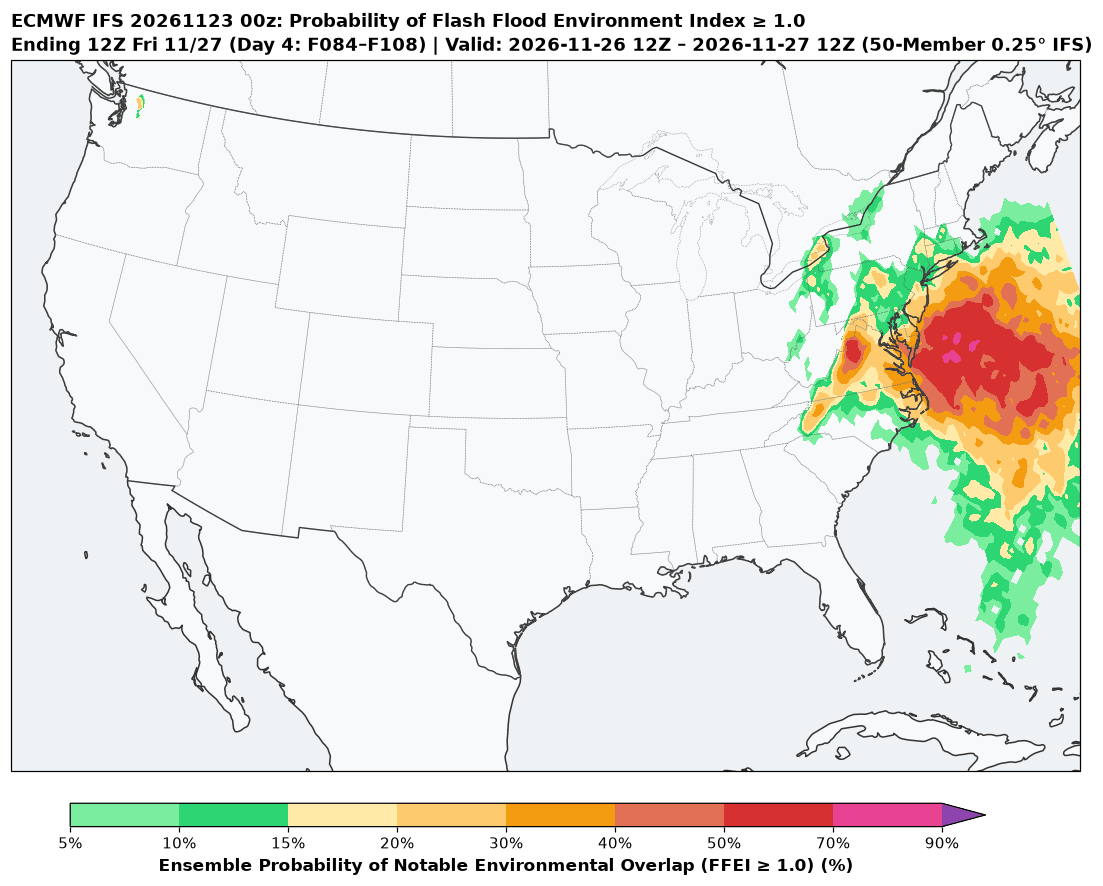 ECMWF IFS 20261123 00z: Probability of Flash Flood Environment Index ≥ 1.0
Ending 12Z Fri 11/27 (Day 4: F084–F108) | Valid: 2026-11-26 12Z – 2026-11-27 12Z (50-Member 0.25° IFS)
5% 10% 15% 20% 30% 40% 50% 70% 90%
Ensemble Probability of Notable Environmental Overlap (FFEI ≥ 1.0) (%)